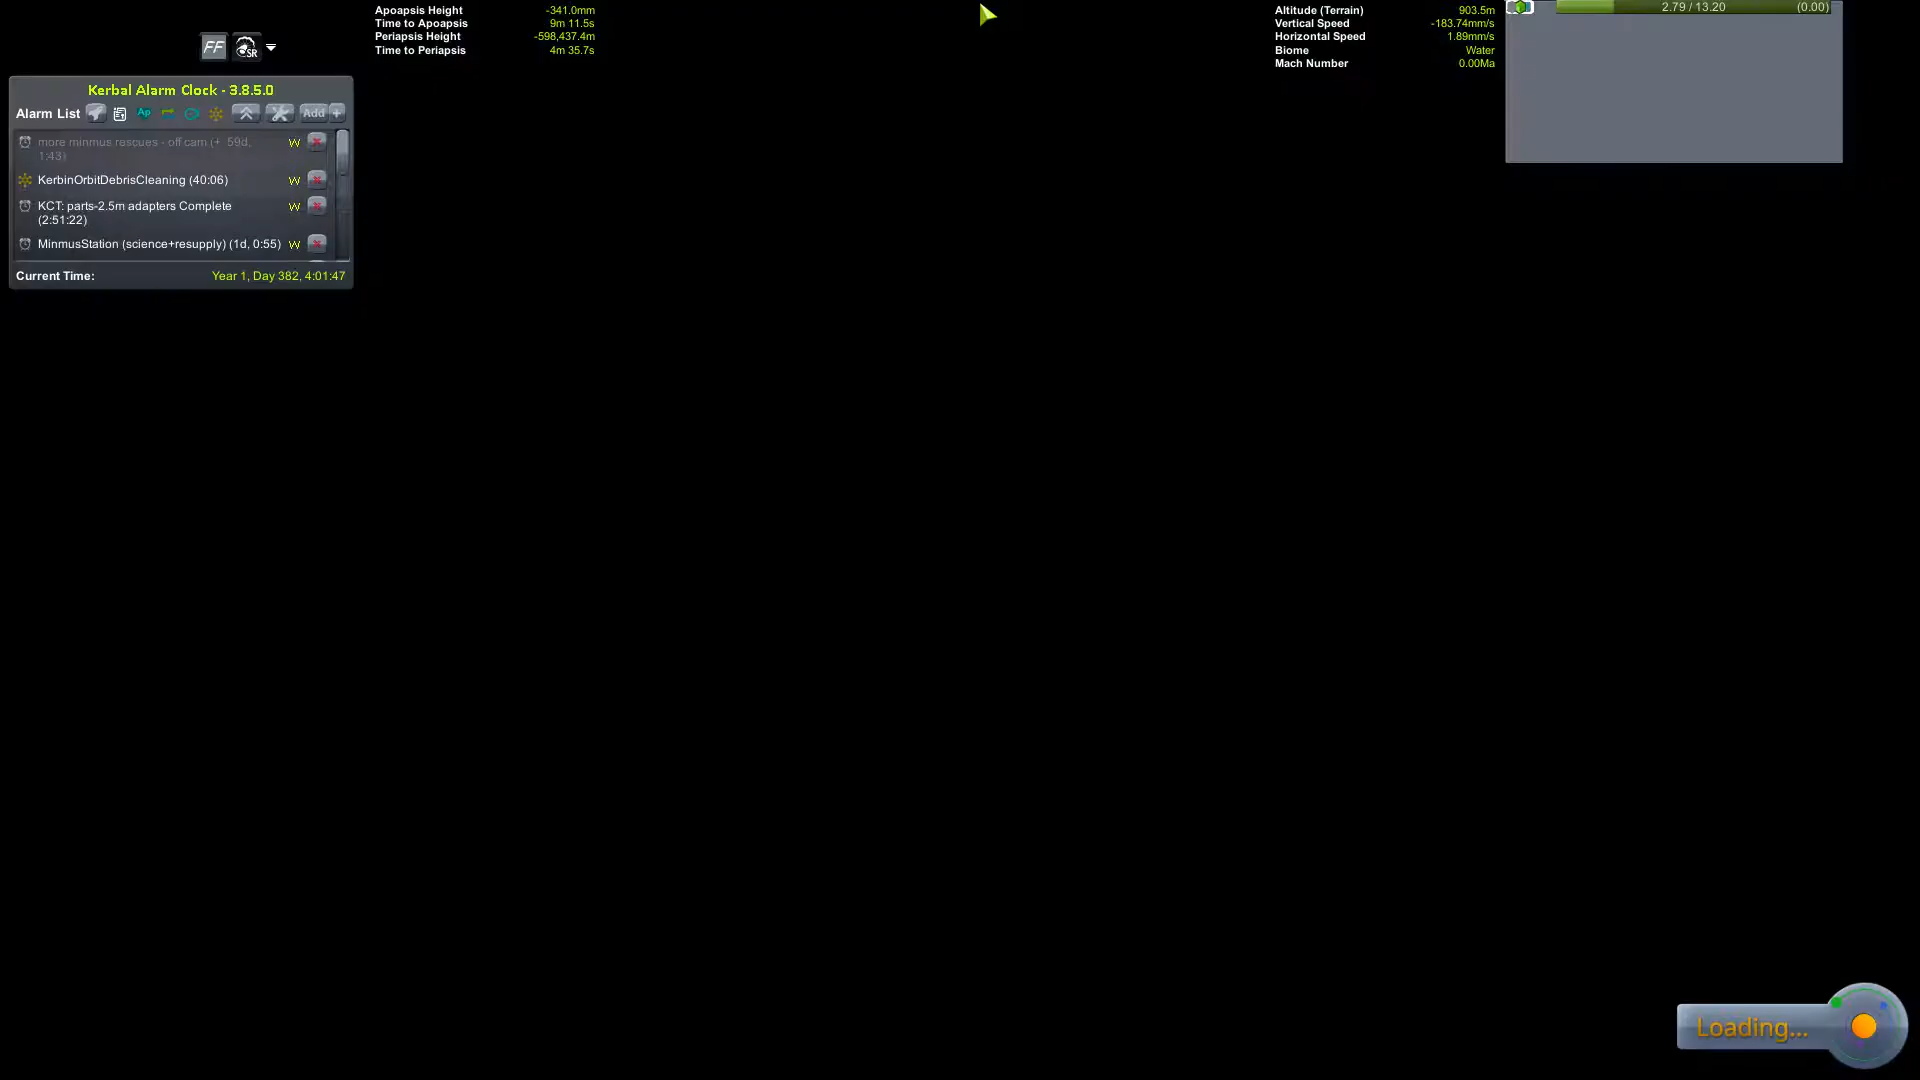 Apoapsis Height -341.0mm
Time to Apoapsis 9m 11.5s
Periapsis Height -598,437.4m
Time to Periapsis 4m 35.7s
Altitude (Terrain) 903.5m
Vertical Speed -183.74mm/s
Horizontal Speed 1.89mm/s
Biome Water
Mach Number 0.00Ma
2.79 / 13.20 (0.00)
FF SR
Kerbal Alarm Clock - 3.8.5.0
Alarm List Ap Add +
more minmus rescues - off cam (+ 59d,
1:43) W
KerbinOrbitDebrisCleaning (40:06) W
KCT: parts-2.5m adapters Complete
(2:51:22) W
MinmusStation (science+resupply) (1d, 0:55) W
Current Time: Year 1, Day 382, 4:01:47
Loading...